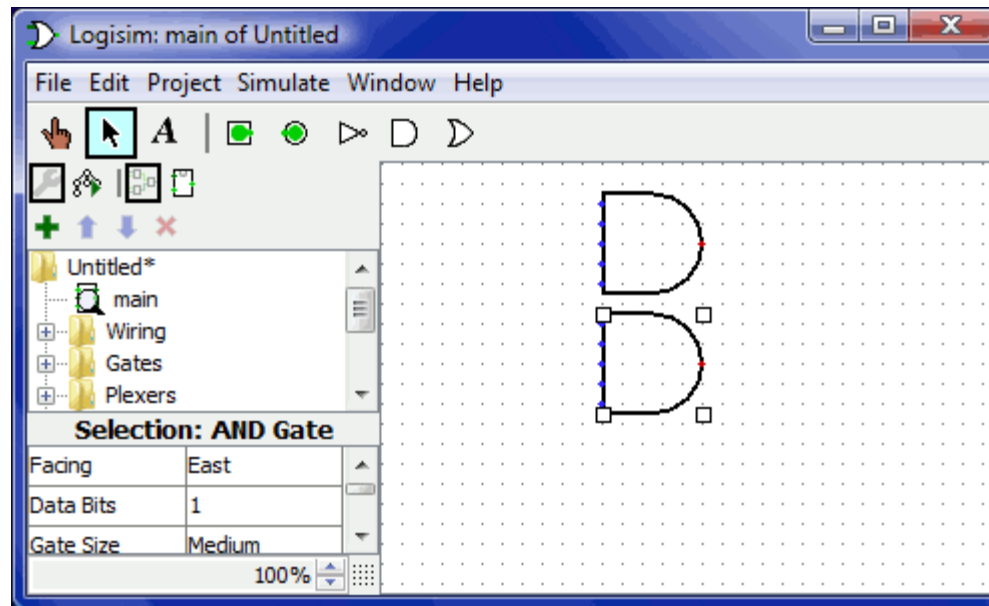 Logisim: main of Untitled
File Edit Project Simulate Window Help
A
Untitled*
main
Wiring
Gates
Plexers
Selection: AND Gate
Facing East
Data Bits 1
Gate Size Medium
100%